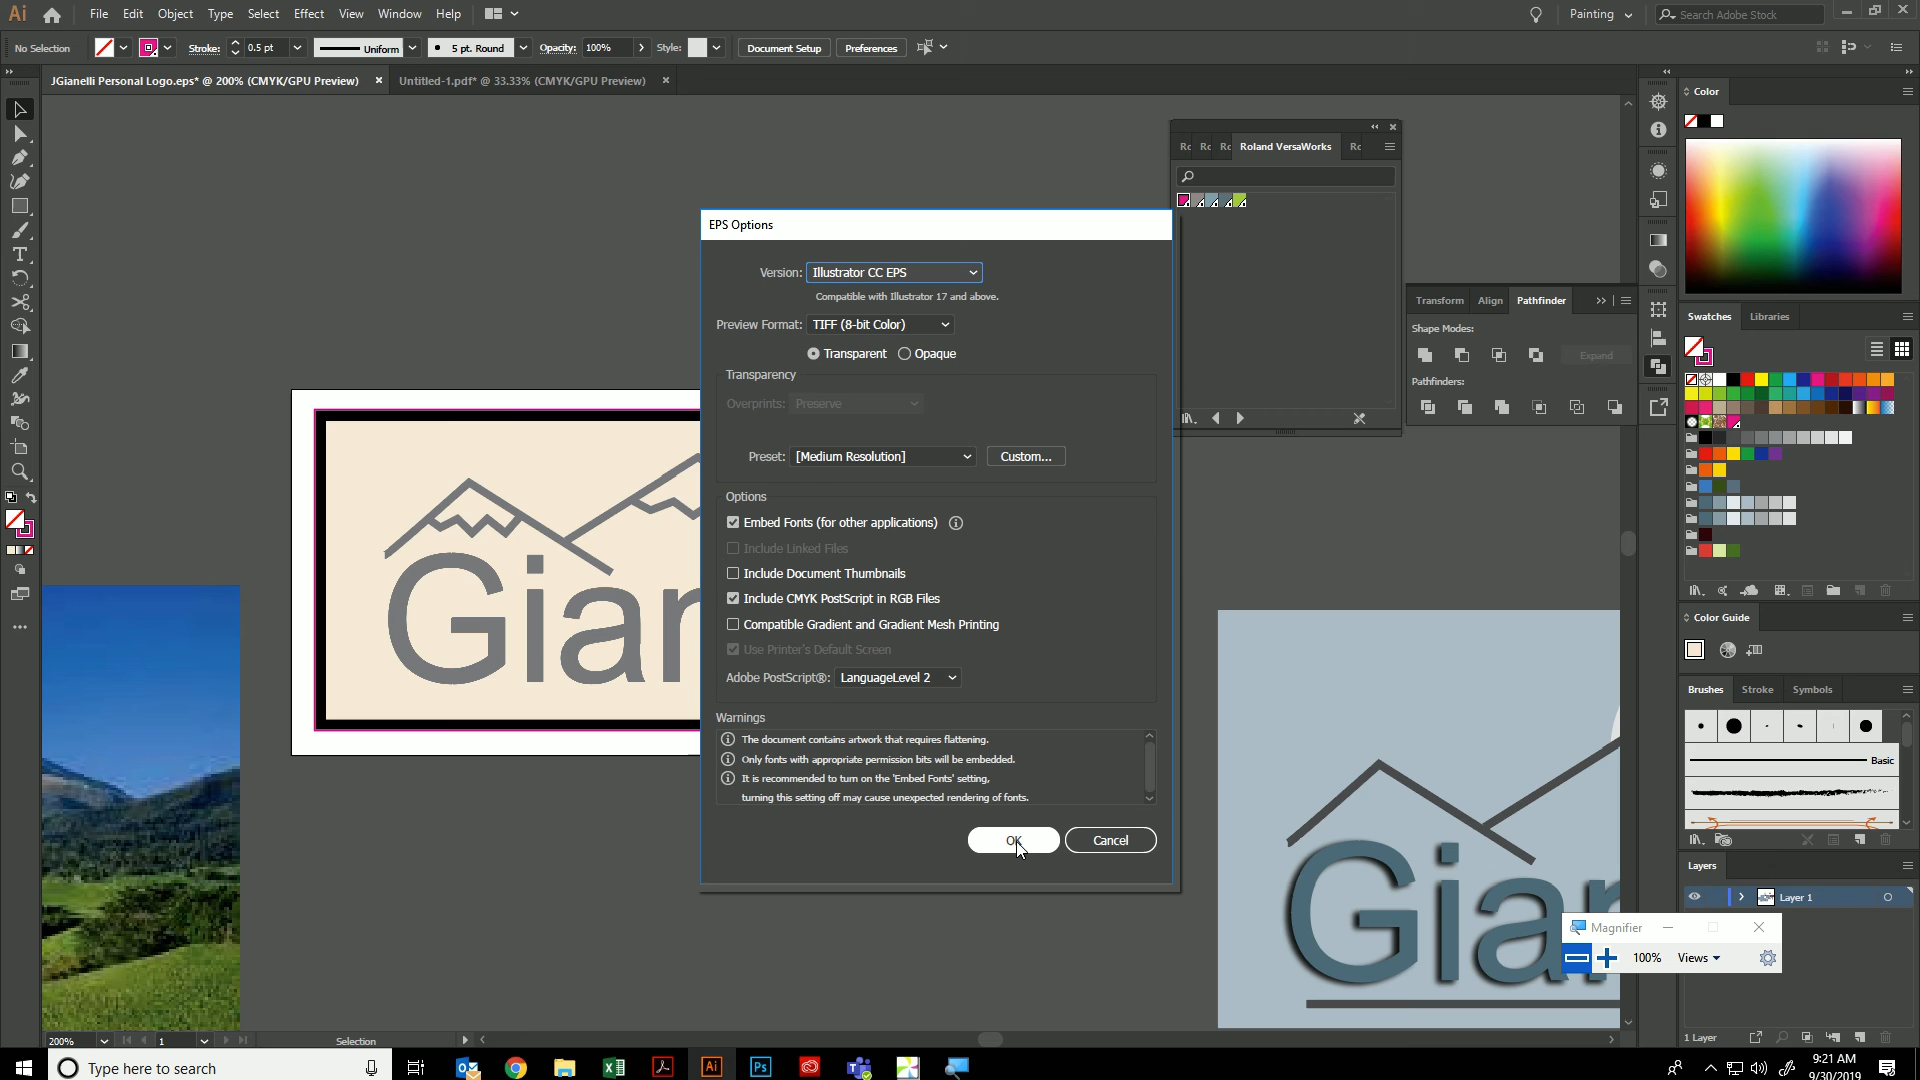 Ai File Edit Object Type Select Effect View Window Help Painting Search Adobe Stock
No Selection Stroke: 0.5 pt Uniform 5 pt. Round Opacity: 100% Style: Document Setup Preferences
JGianelli Personal Logo.eps* @ 200% (CMYK/GPU Preview) Untitled-1.pdf* @ 33.33% (CMYK/GPU Preview)
Color
Rc Rc Rc Roland VersaWorks Rc
EPS Options
Version: Illustrator CC EPS
Compatible with Illustrator 17 and above.
Preview Format: TIFF (8-bit Color)
Transparent Opaque
Transparency
Overprints: Preserve
Preset: [Medium Resolution] Custom...
Options
Embed Fonts (for other applications)
Include Linked Files
Include Document Thumbnails
Include CMYK PostScript in RGB Files
Compatible Gradient and Gradient Mesh Printing
Use Printer's Default Screen
Adobe PostScript®: LanguageLevel 2
Warnings
The document contains artwork that requires flattening.
Only fonts with appropriate permission bits will be embedded.
It is recommended to turn on the 'Embed Fonts' setting,
turning this setting off may cause unexpected rendering of fonts.
OK Cancel
Transform Align Pathfinder
Shape Modes:
Expand
Pathfinders:
Swatches Libraries
Color Guide
Brushes Stroke Symbols
Basic
Layers
Layer 1
Gian
Gian
Magnifier
100% Views
1 Layer
200% 1 Selection
Type here to search
Ai Ps
9:21 AM
9/30/2019